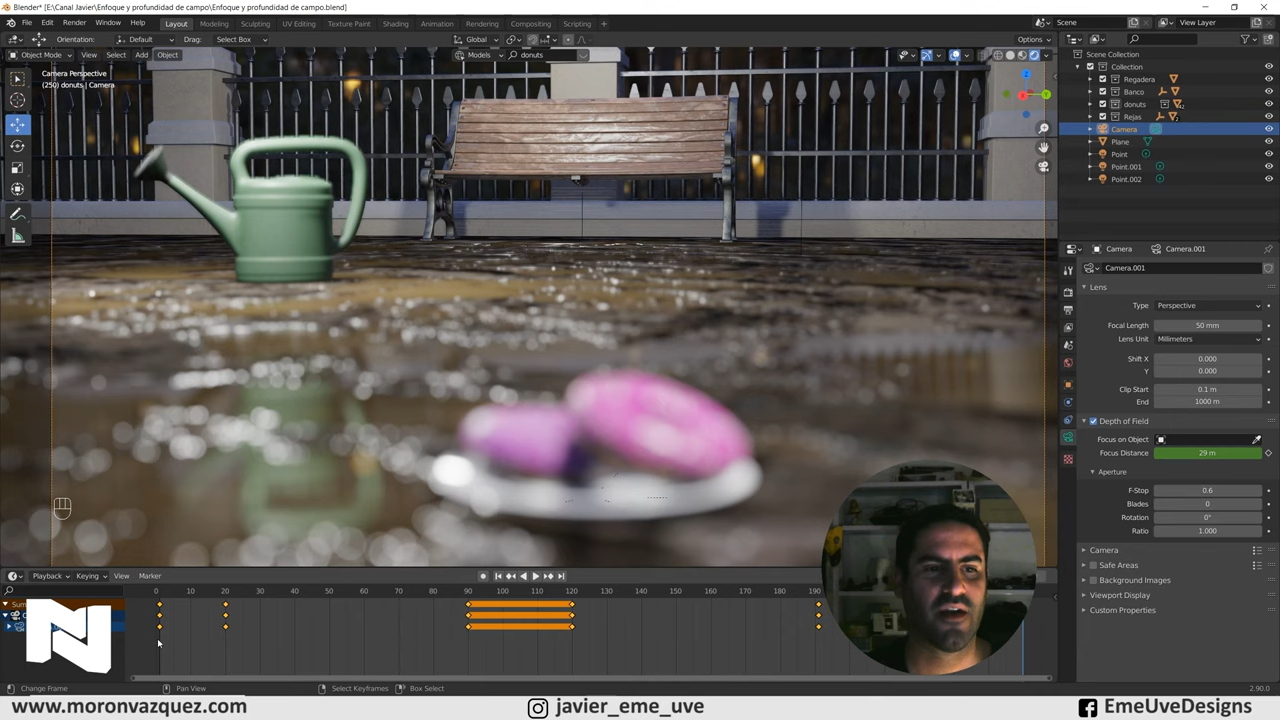 Blender* [E:\Canal Javier\Enfoque y profundidad de campo\Enfoque y profundidad de campo.blend]
File Edit Render Window Help Layout Modeling Sculpting UV Editing Texture Paint Shading Animation Rendering Compositing Scripting + Scene View Layer
Orientation: Default Drag: Select Box Global Options
Object Mode View Select Add Object Models donuts
Camera Perspective
(250) donuts | Camera
Scene Collection
Collection
Regadera
Banco
donuts
Rejas
Camera
Plane
Point
Point.001
Point.002
Camera Camera.001
Camera.001
Lens
Type Perspective
Focal Length 50 mm
Lens Unit Millimeters
Shift X 0.000
Y 0.000
Clip Start 0.1 m
End 1000 m
Depth of Field
Focus on Object
Focus Distance 29 m
Aperture
F-Stop 0.6
Blades 0
Rotation 0°
Ratio 1.000
Camera
Safe Areas
Background Images
Viewport Display
Custom Properties
Playback Keying View Marker
0 10 20 30 40 50 60 70 80 90 100 110 120 130 140 150 160 170 180 190
N
Change Frame Pan View Select Keyframes Box Select 2.90.0
www.moronvazquez.com javier_eme_uve EmeUveDesigns